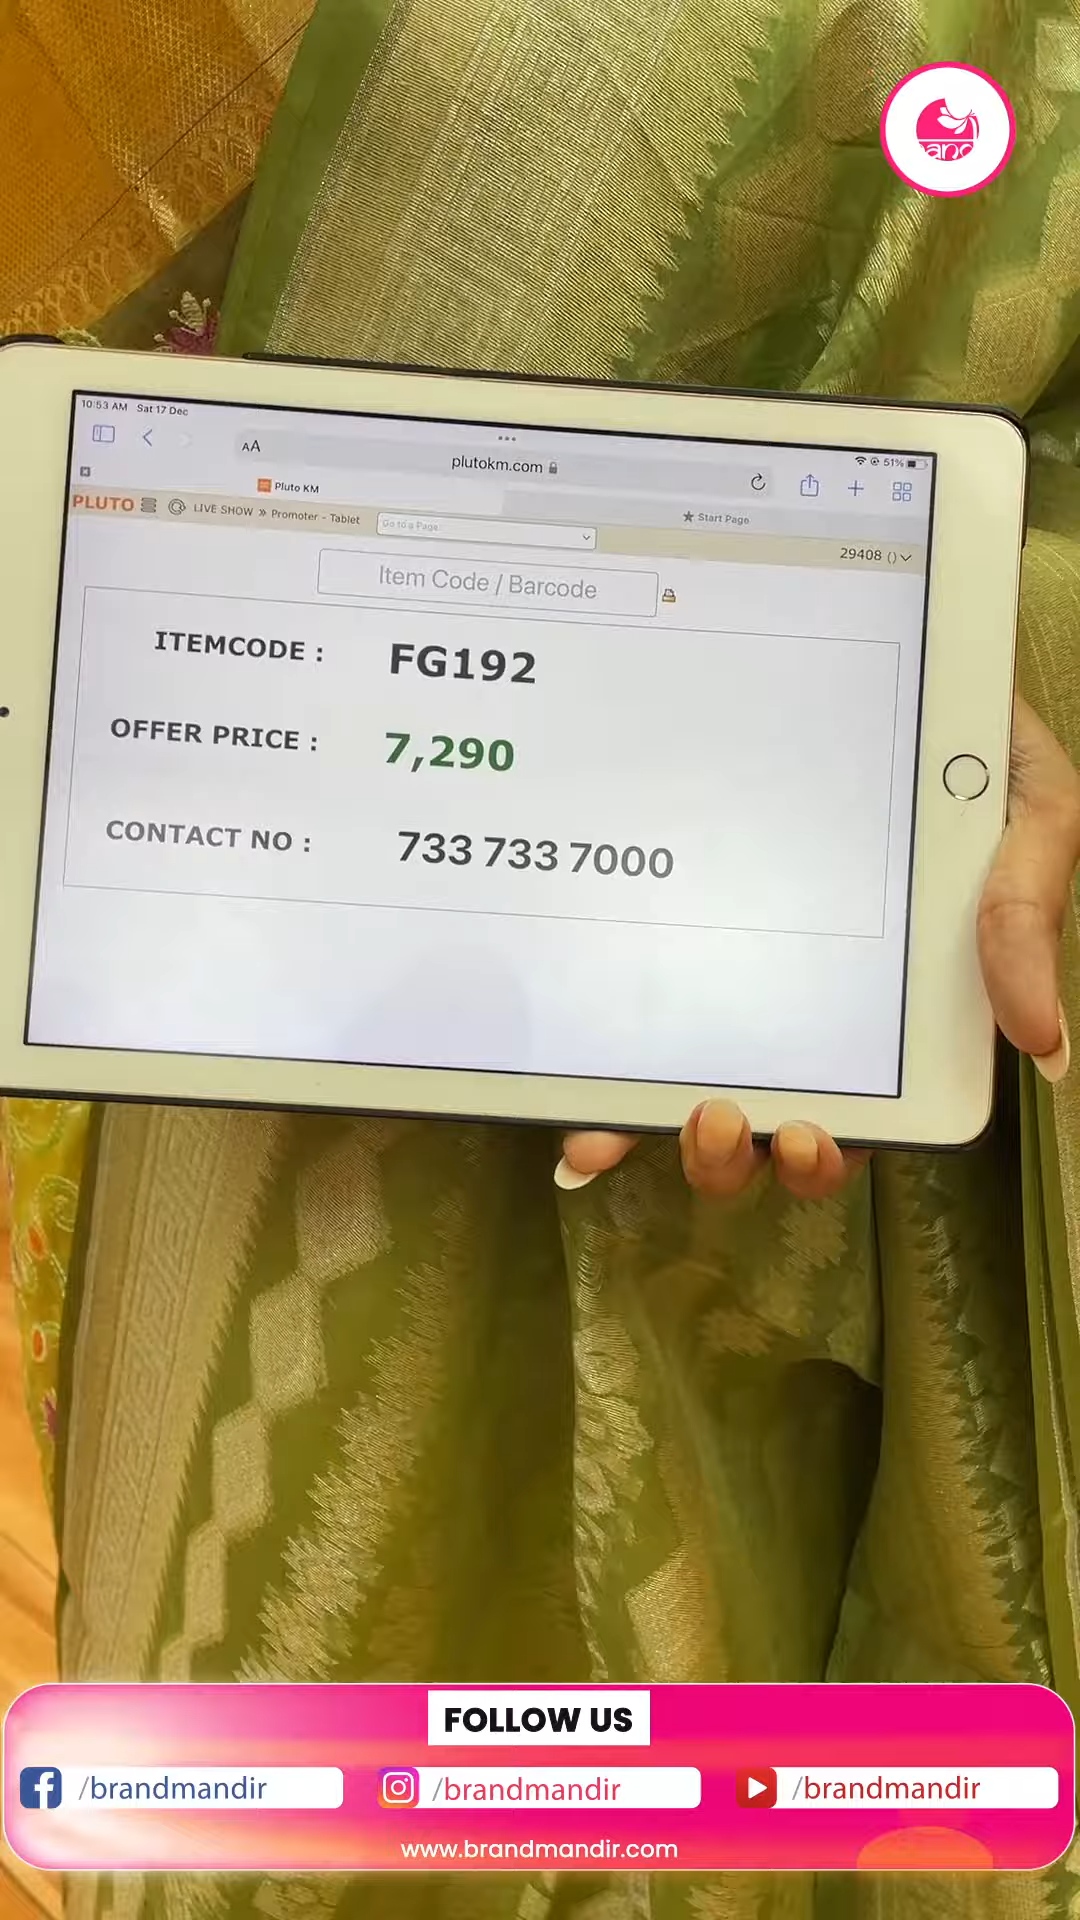 10:53 AM Sat 17 Dec
51%
AA
plutokm.com
Pluto KM
Start Page
PLUTO
LIVE SHOW » Promoter - Tablet
Go to a Page
29408 ()
Item Code / Barcode
ITEMCODE : FG192
OFFER PRICE : 7,290
CONTACT NO : 733 733 7000
FOLLOW US
/brandmandir /brandmandir /brandmandir
www.brandmandir.com